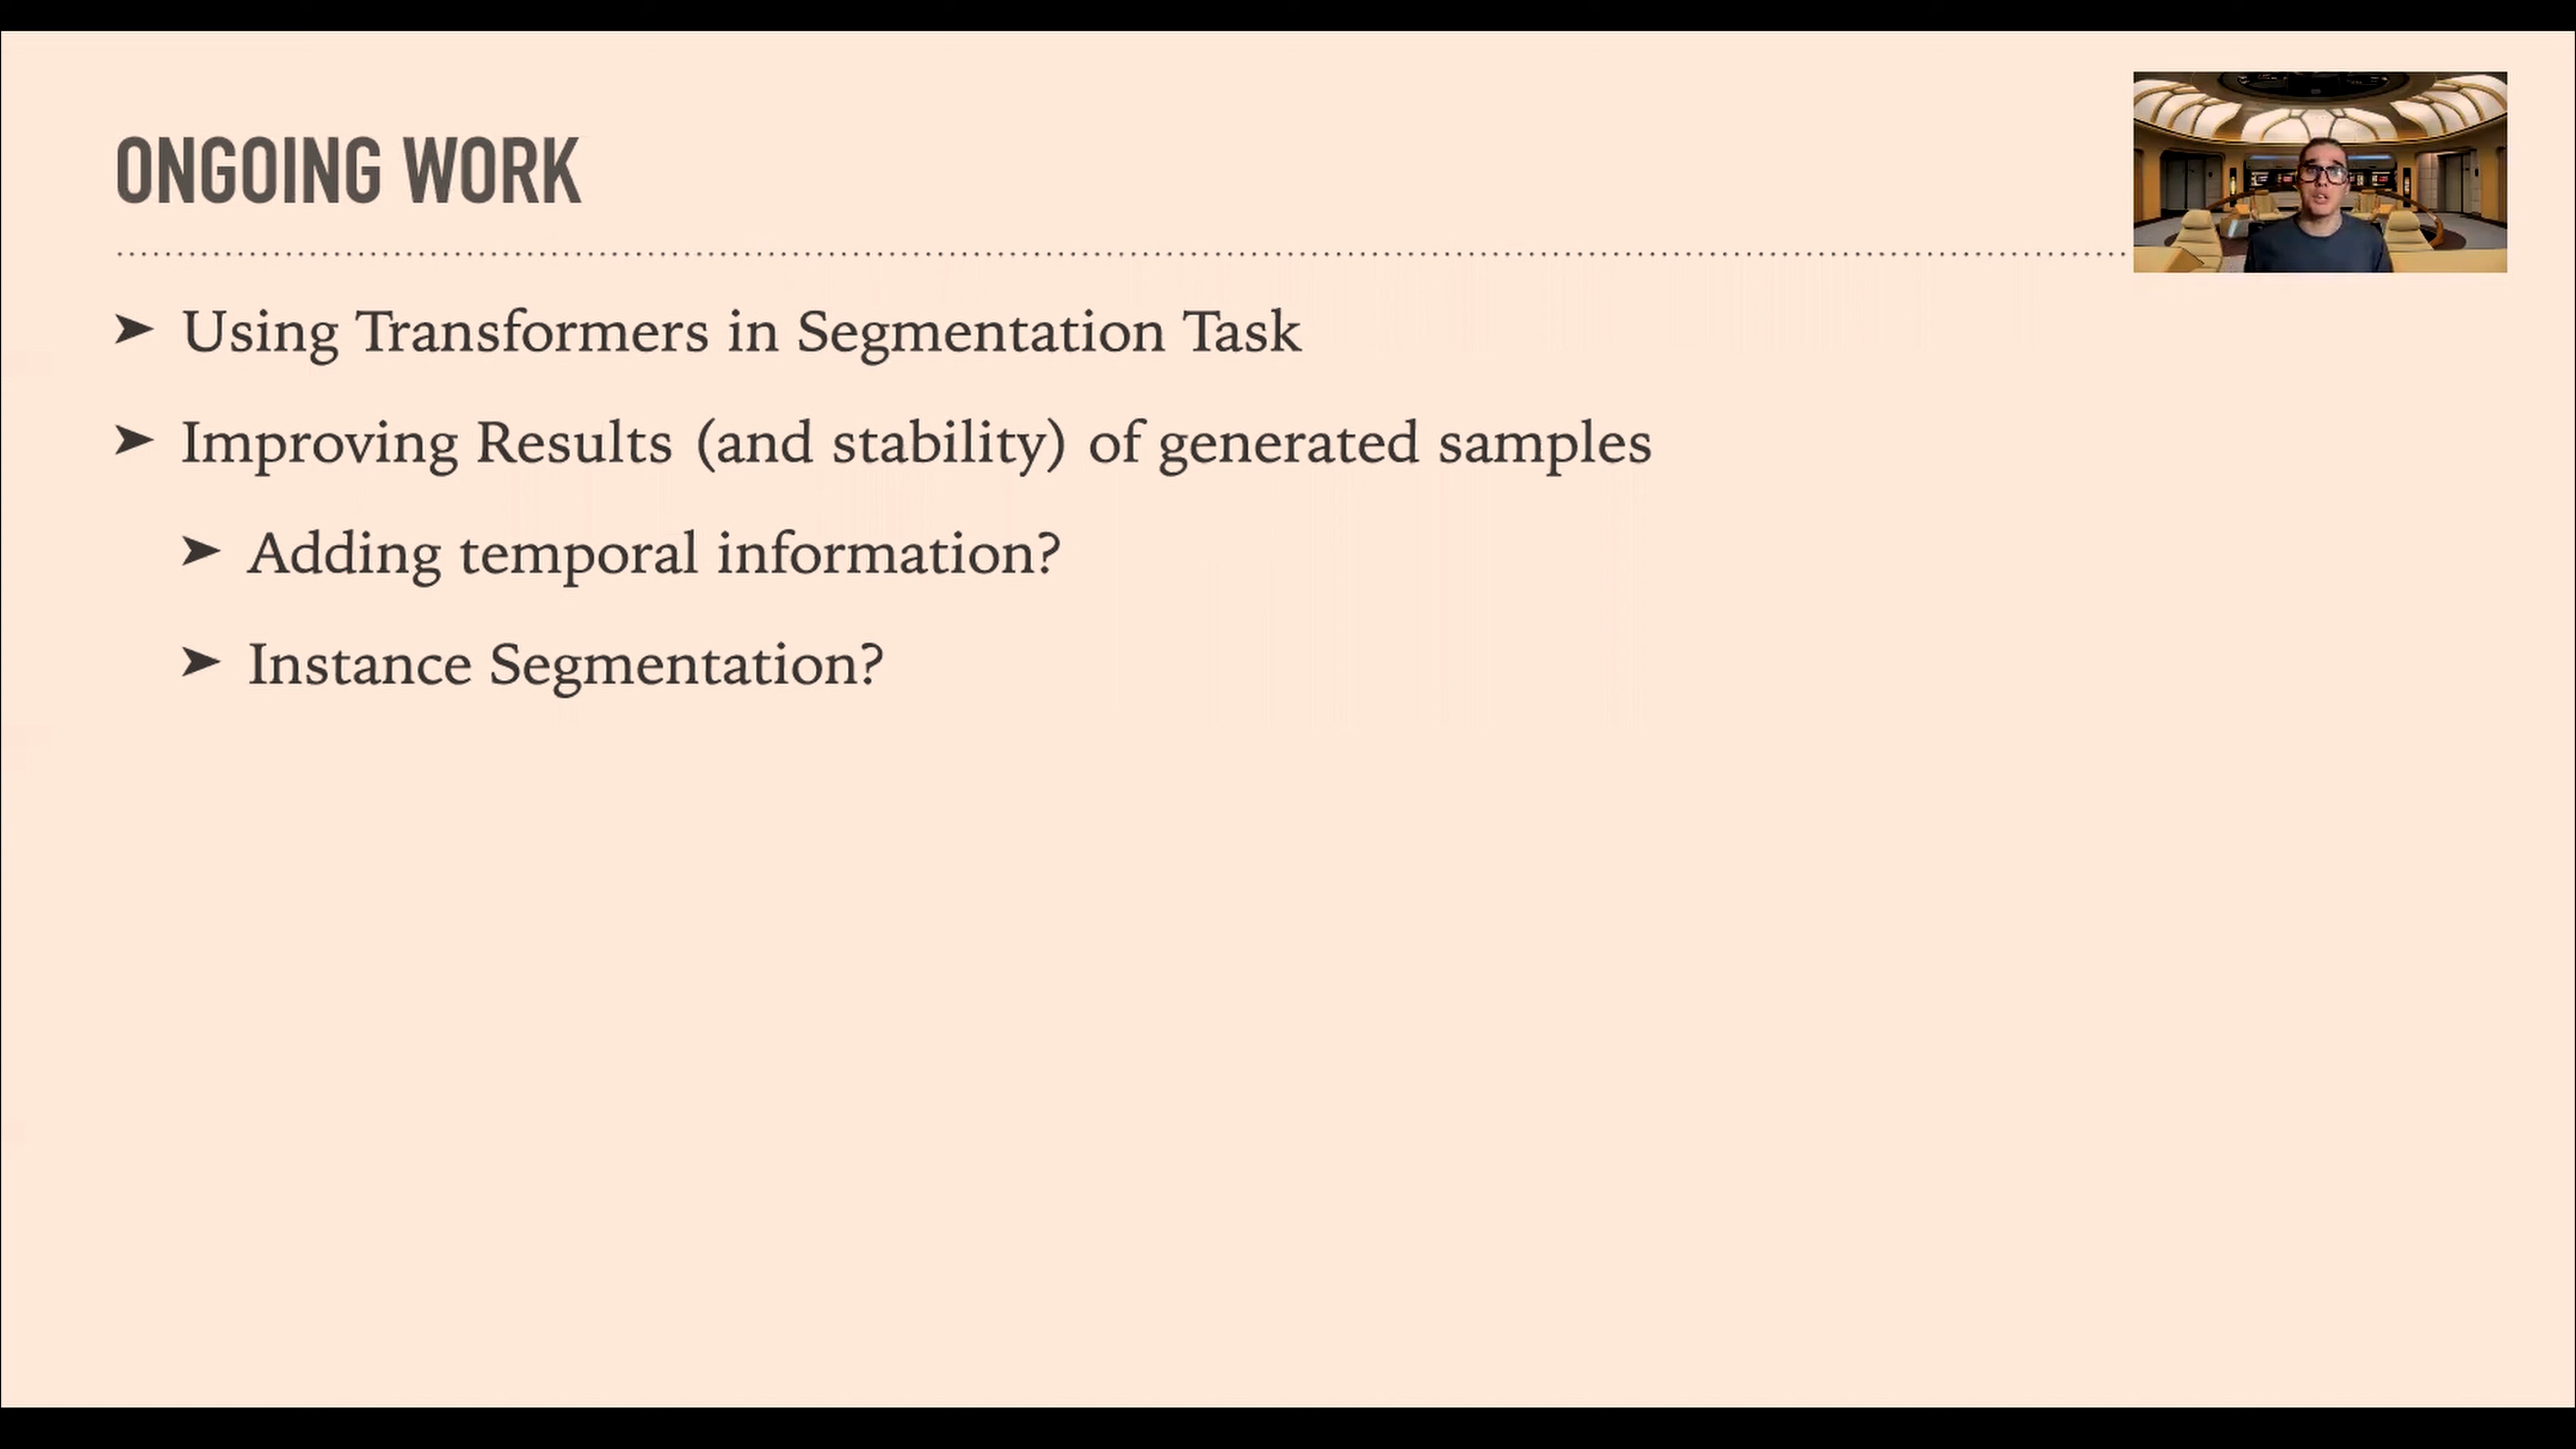 ONGOING WORK
➤ Using Transformers in Segmentation Task
➤ Improving Results (and stability) of generated samples
➤ Adding temporal information?
➤ Instance Segmentation?